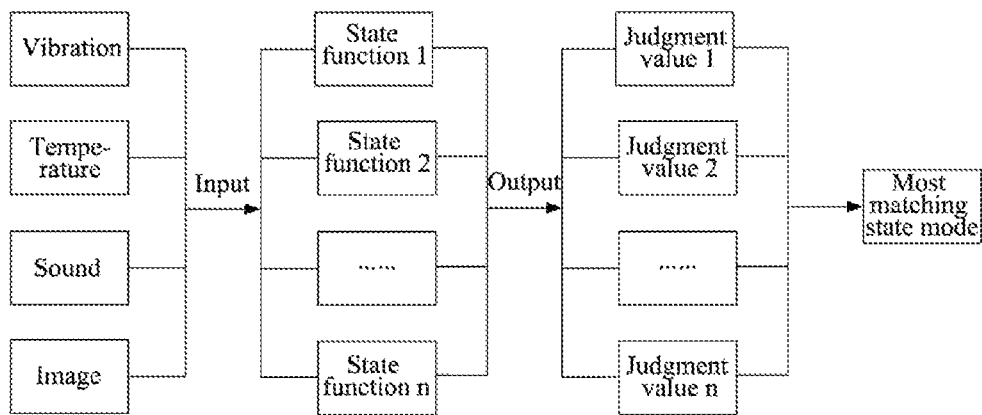 Vibration
Tempe-
rature
Sound
Image
Input
State
function 1
State
function 2
......
State
function n
Output
Judgment
value 1
Judgment
value 2
......
Judgment
value n
Most
matching
state mode